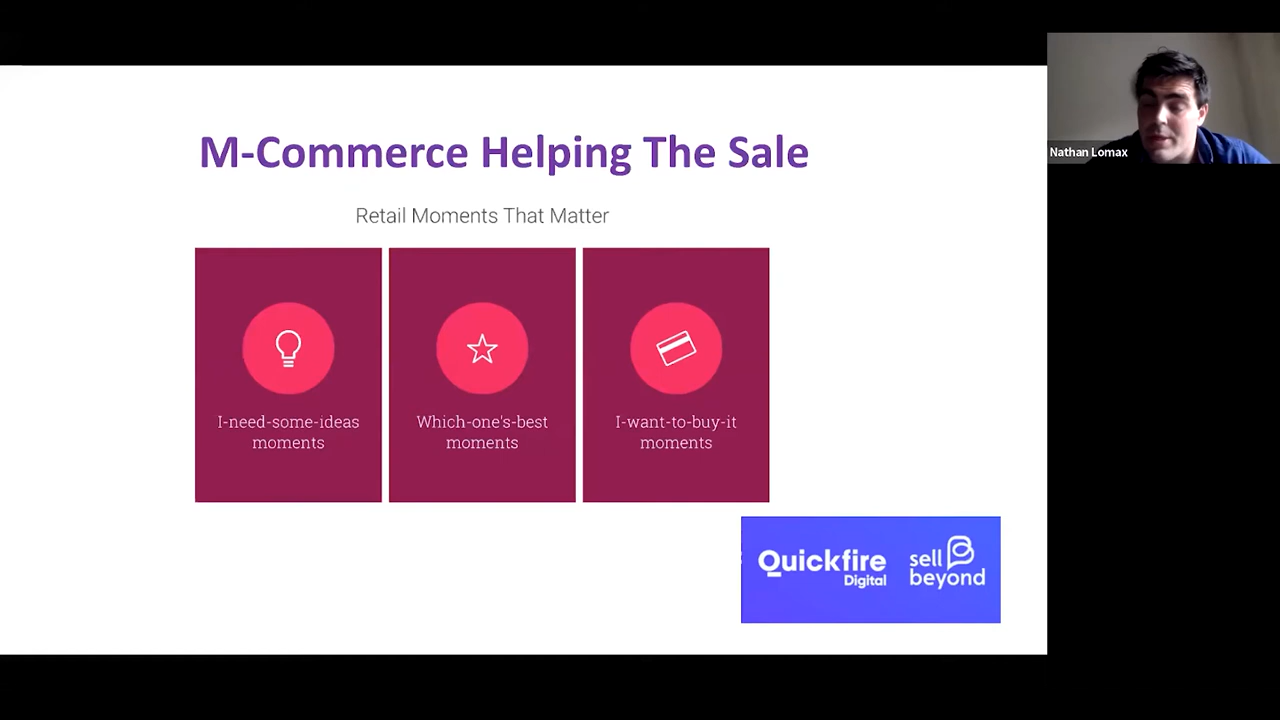 M-Commerce Helping The Sale
Nathan Lomax
Retail Moments That Matter
I-need-some-ideas
moments
Which-one's-best
moments
I-want-to-buy-it
moments
Quickfire
Digital
sell
beyond